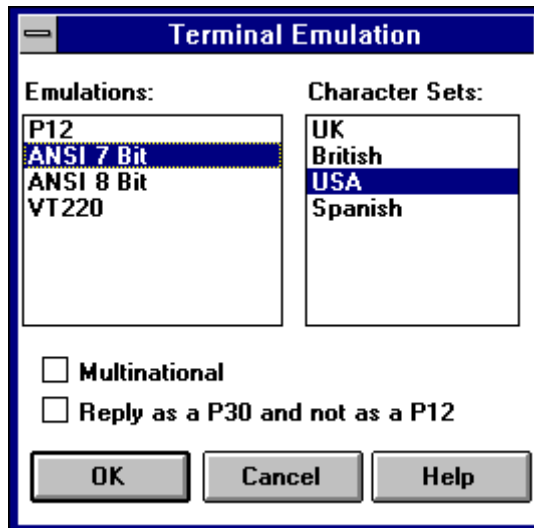 Terminal Emulation
Emulations:
Character Sets:
P12
ANSI 7 Bit
ANSI 8 Bit
VT220
UK
British
USA
Spanish
Multinational
Reply as a P30 and not as a P12
OK
Cancel
Help